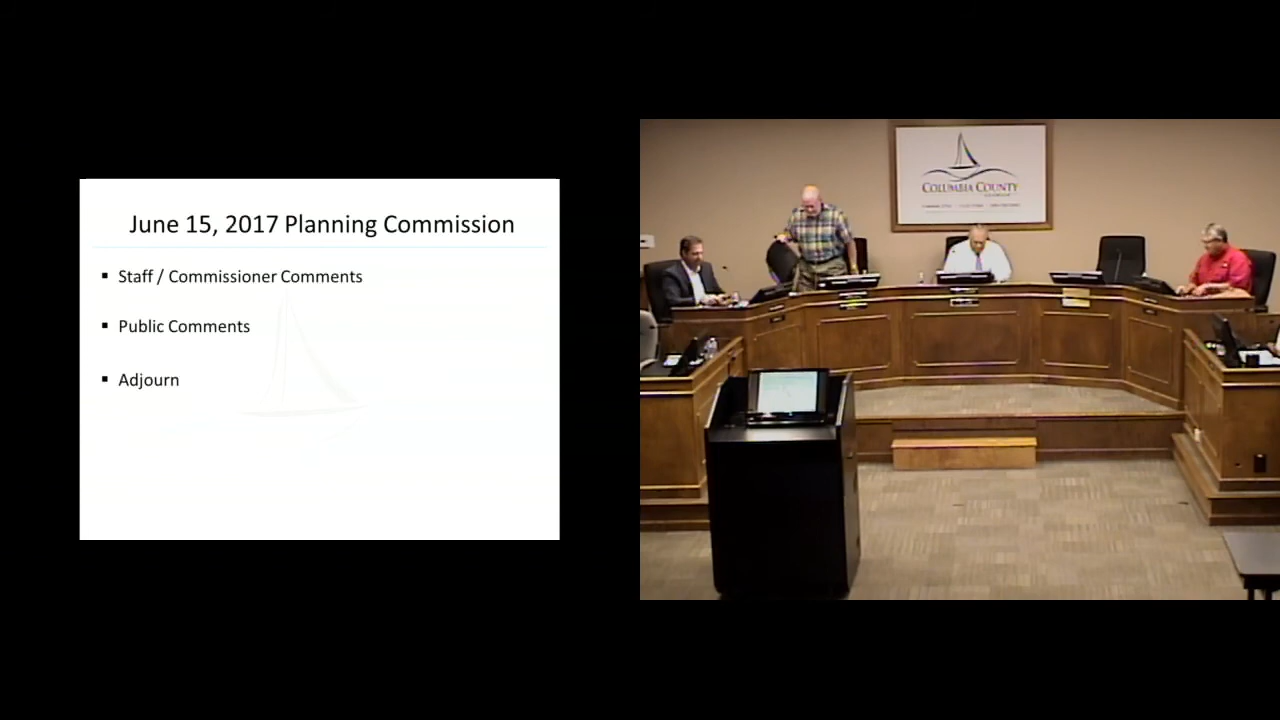 June 15, 2017 Planning Commission
▪ Staff / Commissioner Comments
▪ Public Comments
▪ Adjourn
COLUMBIA COUNTY